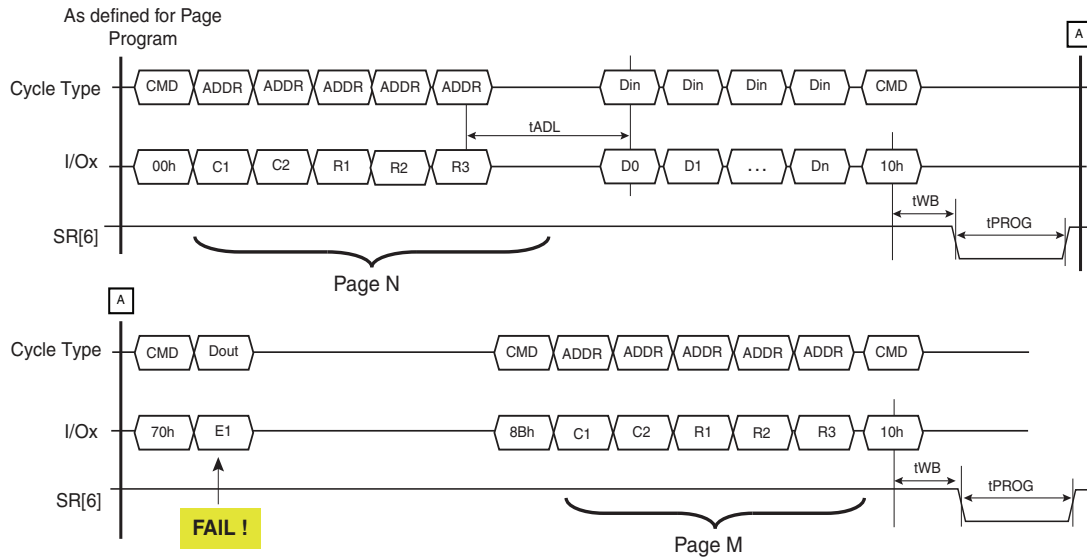 As defined for Page
Program
A
Cycle Type CMD ADDR ADDR ADDR ADDR ADDR Din Din Din Din CMD
tADL
I/Ox 00h C1 C2 R1 R2 R3 D0 D1 ... Dn 10h
tWB
tPROG
SR[6]
Page N
A
Cycle Type CMD Dout CMD ADDR ADDR ADDR ADDR ADDR CMD
I/Ox 70h E1 8Bh C1 C2 R1 R2 R3 10h
tWB
tPROG
SR[6]
FAIL !
Page M